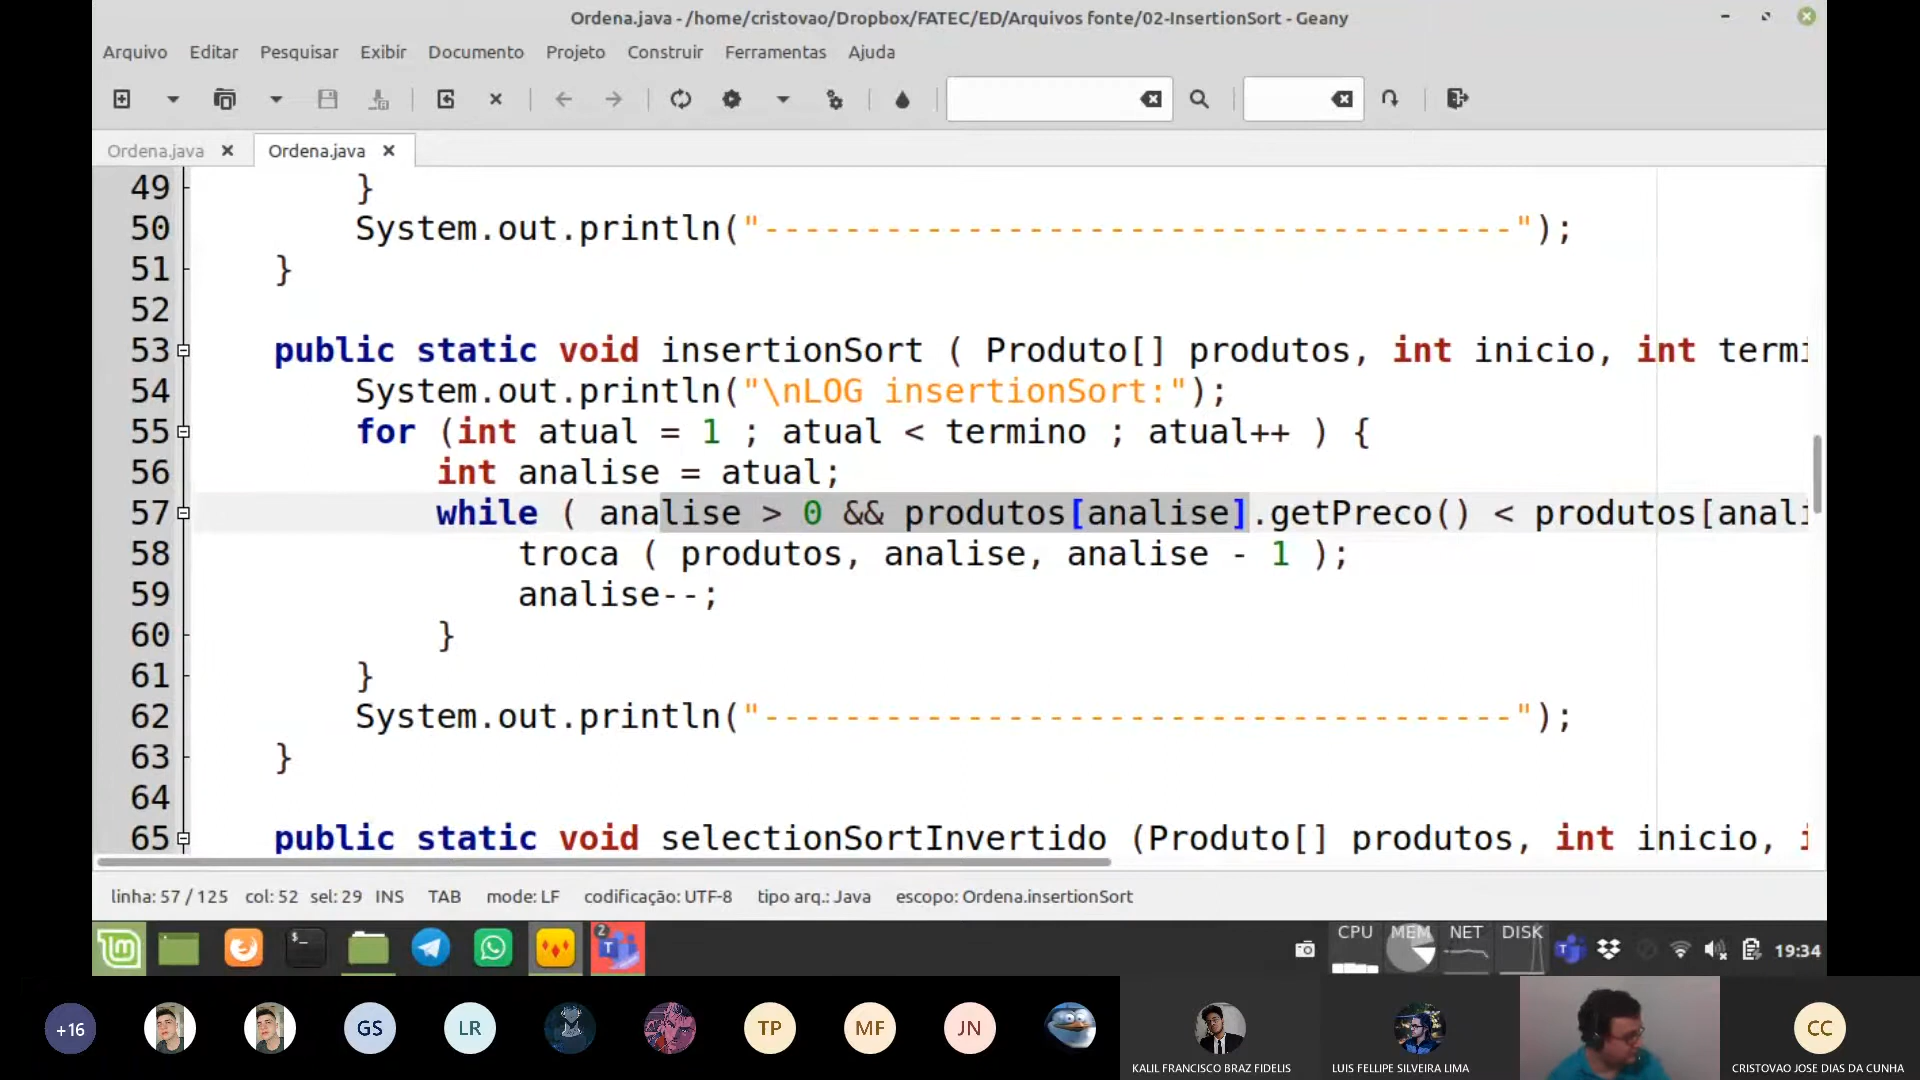 Ordena.java - /home/cristovao/Dropbox/FATEC/ED/Arquivos fonte/02-InsertionSort - Geany
Arquivo Editar Pesquisar Exibir Documento Projeto Construir Ferramentas Ajuda
Ordena.java Ordena.java
49 }
50 System.out.println("-------------------------------------");
51 }
52
53 public static void insertionSort ( Produto[] produtos, int inicio, int termi
54 System.out.println("\nLOG insertionSort:");
55 for (int atual = 1 ; atual < termino ; atual++ ) {
56 int analise = atual;
57 while ( analise > 0 && produtos[analise].getPreco() < produtos[anali
58 troca ( produtos, analise, analise - 1 );
59 analise--;
60 }
61 }
62 System.out.println("-------------------------------------");
63 }
64
65 public static void selectionSortInvertido (Produto[] produtos, int inicio, i
linha: 57 / 125 col: 52 sel: 29 INS TAB mode: LF codificação: UTF-8 tipo arq.: Java escopo: Ordena.insertionSort
2 CPU MEM NET DISK 19:34
+16 GS LR TP MF JN CC
KALIL FRANCISCO BRAZ FIDELIS LUIS FELLIPE SILVEIRA LIMA CRISTOVAO JOSE DIAS DA CUNHA